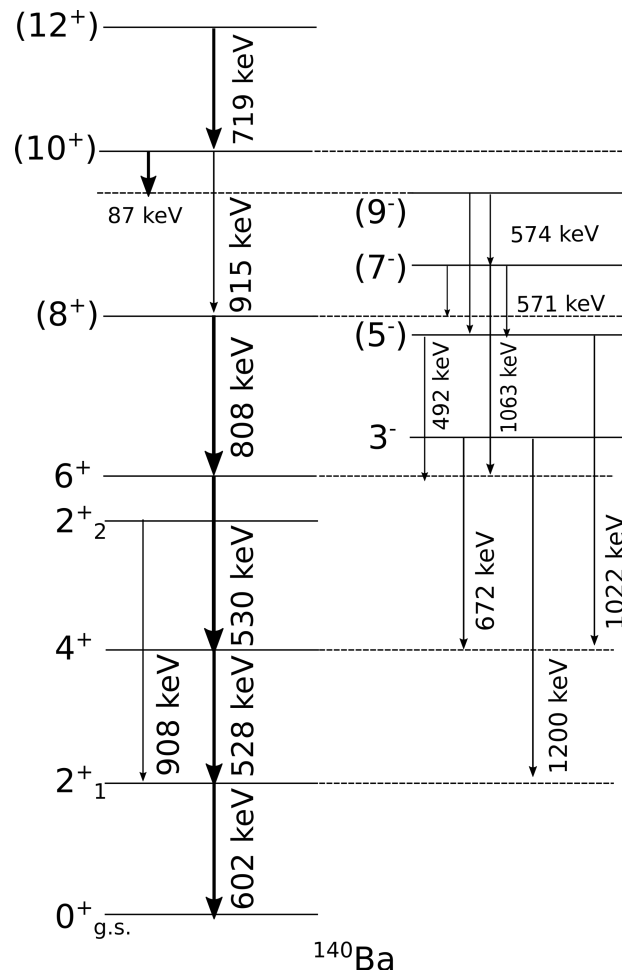 (12⁺)
719 keV
(10⁺)
87 keV
915 keV
(9⁻)
574 keV
(7⁻)
571 keV
(8⁺)
(5⁻)
808 keV
492 keV
1063 keV
3⁻
6⁺
2⁺₂
530 keV
672 keV
1022 keV
4⁺
908 keV
528 keV
1200 keV
2⁺₁
602 keV
0⁺g.s.
¹⁴⁰Ba